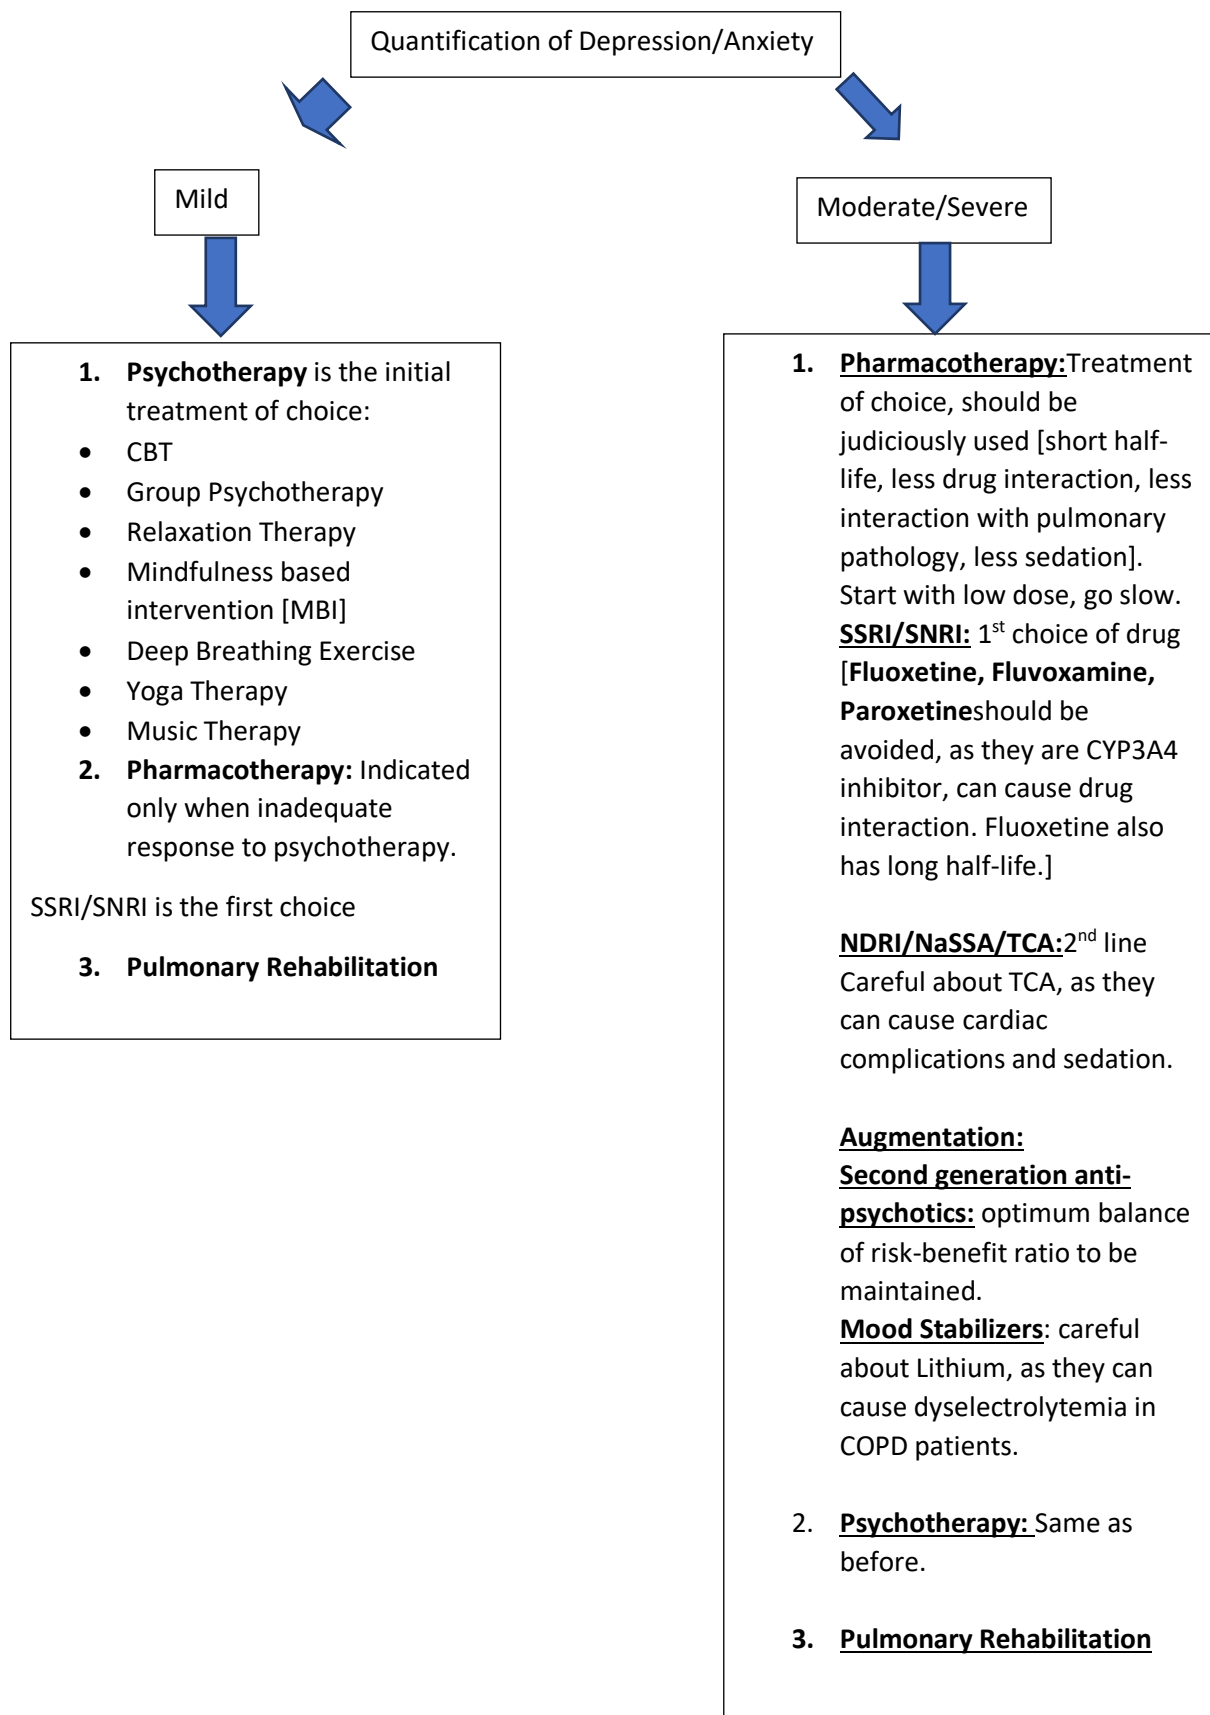 Quantification of Depression/Anxiety
Mild
Moderate/Severe
1. Psychotherapy is the initial
treatment of choice:
• CBT
• Group Psychotherapy
• Relaxation Therapy
• Mindfulness based
intervention [MBI]
• Deep Breathing Exercise
• Yoga Therapy
• Music Therapy
2. Pharmacotherapy: Indicated
only when inadequate
response to psychotherapy.
SSRI/SNRI is the first choice
3. Pulmonary Rehabilitation
1. Pharmacotherapy:Treatment
of choice, should be
judiciously used [short half-
life, less drug interaction, less
interaction with pulmonary
pathology, less sedation].
Start with low dose, go slow.
SSRI/SNRI: 1st choice of drug
[Fluoxetine, Fluvoxamine,
Paroxetineshould be
avoided, as they are CYP3A4
inhibitor, can cause drug
interaction. Fluoxetine also
has long half-life.]
NDRI/NaSSA/TCA:2nd line
Careful about TCA, as they
can cause cardiac
complications and sedation.
Augmentation:
Second generation anti-
psychotics: optimum balance
of risk-benefit ratio to be
maintained.
Mood Stabilizers: careful
about Lithium, as they can
cause dyselectrolytemia in
COPD patients.
2. Psychotherapy: Same as
before.
3. Pulmonary Rehabilitation